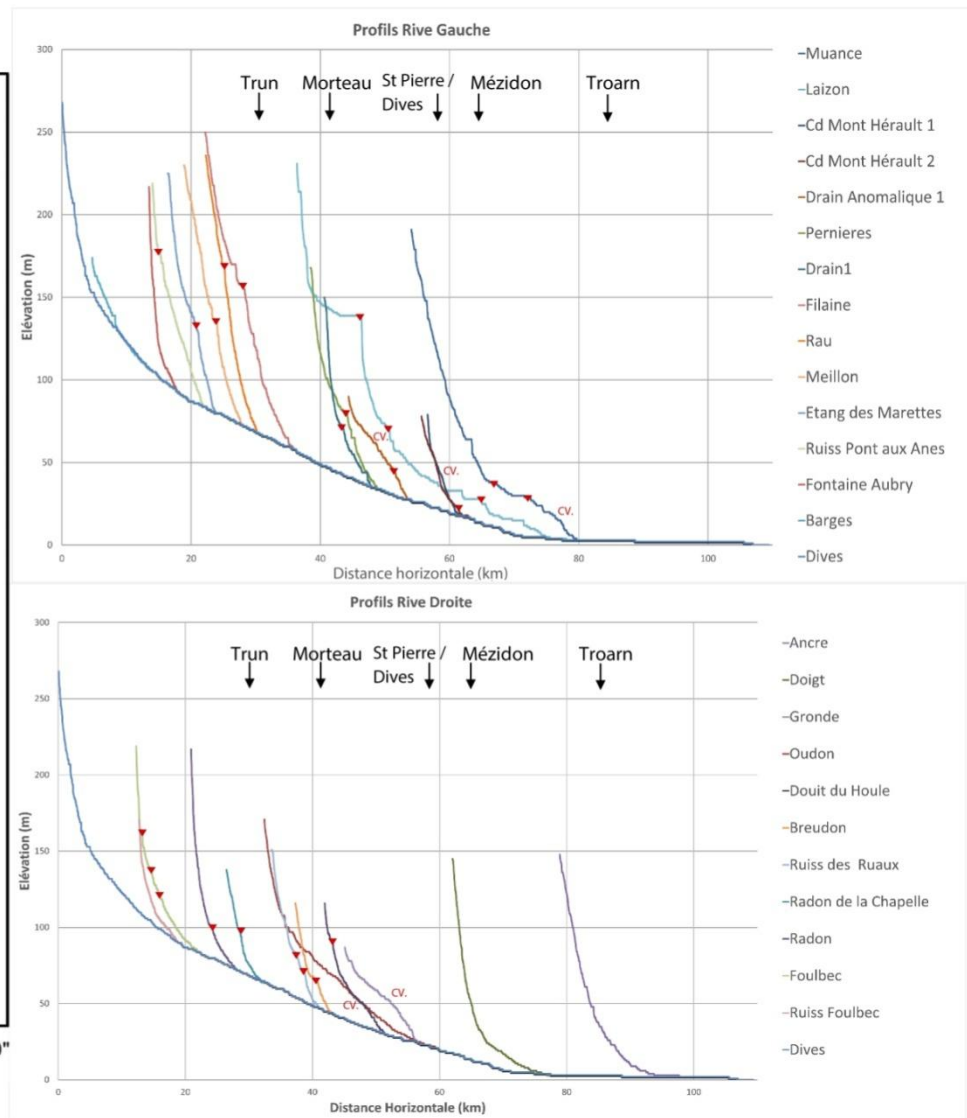 Profils Rive Gauche
300
250
200
150
100
50
0
Elévation (m)
Trun
Morteau
St Pierre /
Dives
Mézidon
Troarn
CV.
CV.
CV.
0
20
40
60
80
100
Distance horizontale (km)
Muance
Laizon
Cd Mont Hérault 1
Cd Mont Hérault 2
Drain Anomalique 1
Pernieres
Drain1
Filaine
Rau
Meillon
Etang des Marettes
Ruiss Pont aux Anes
Fontaine Aubry
Barges
Dives
Profils Rive Droite
300
250
200
150
100
50
0
Elévation (m)
Trun
Morteau
St Pierre /
Dives
Mézidon
Troarn
CV.
CV.
0
20
40
60
80
100
Distance Horizontale (km)
Ancre
Doigt
Gronde
Oudon
Douit du Houle
Breudon
Ruiss des Ruaux
Radon de la Chapelle
Radon
Foulbec
Ruiss Foulbec
Dives